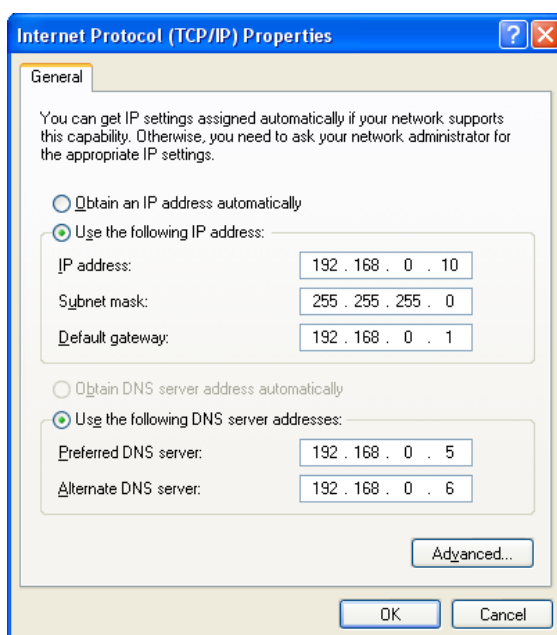 Internet Protocol (TCP/IP) Properties
General
You can get IP settings assigned automatically if your network supports
this capability. Otherwise, you need to ask your network administrator for
the appropriate IP settings.
Obtain an IP address automatically
Use the following IP address:
IP address: 192 . 168 . 0 . 10
Subnet mask: 255 . 255 . 255 . 0
Default gateway: 192 . 168 . 0 . 1
Obtain DNS server address automatically
Use the following DNS server addresses:
Preferred DNS server: 192 . 168 . 0 . 5
Alternate DNS server: 192 . 168 . 0 . 6
Advanced...
OK Cancel